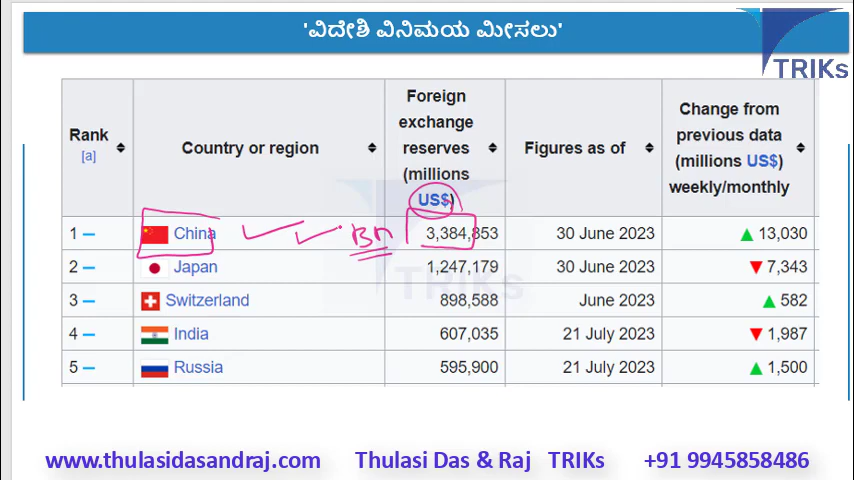 'ವಿದೇಶಿ ವಿನಿಮಯ ಮೀಸಲು'
TRIKs
Rank [a] Country or region Foreign exchange reserves (millions US$) Figures as of Change from previous data (millions US$) weekly/monthly
1 – China Bn 3,384,853 30 June 2023 ▲ 13,030
2 – Japan 1,247,179 30 June 2023 ▼ 7,343
3 – Switzerland 898,588 June 2023 ▲ 582
4 – India 607,035 21 July 2023 ▼ 1,987
5 – Russia 595,900 21 July 2023 ▲ 1,500
TRIKs
www.thulasidasandraj.com Thulasi Das & Raj TRIKs +91 9945858486